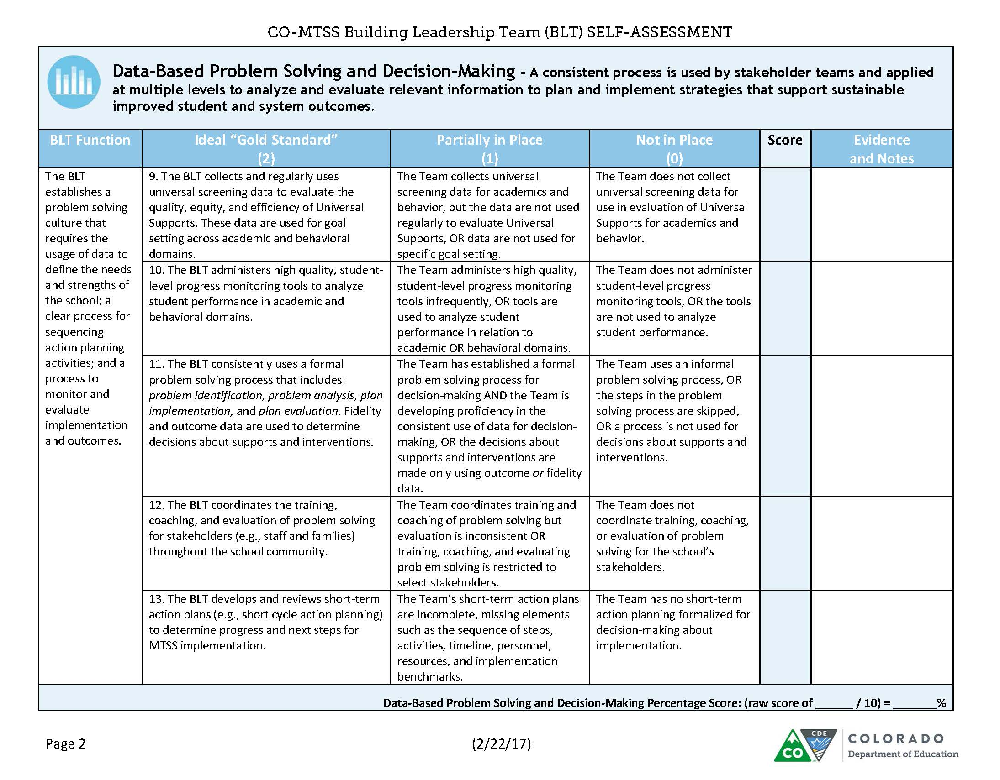 CO-MTSS Building Leadership Team (BLT) SELF-ASSESSMENT
Data-Based Problem Solving and Decision-Making - A consistent process is used by stakeholder teams and applied
at multiple levels to analyze and evaluate relevant information to plan and implement strategies that support sustainable
improved student and system outcomes.
BLT Function
Ideal “Gold Standard”
(2)
Partially in Place
(1)
Not in Place
(0)
Score
Evidence
and Notes
The BLT
establishes a
problem solving
culture that
requires the
usage of data to
define the needs
and strengths of
the school; a
clear process for
sequencing
action planning
activities; and a
process to
monitor and
evaluate
implementation
and outcomes.
9. The BLT collects and regularly uses
universal screening data to evaluate the
quality, equity, and efficiency of Universal
Supports. These data are used for goal
setting across academic and behavioral
domains.
The Team collects universal
screening data for academics and
behavior, but the data are not used
regularly to evaluate Universal
Supports, OR data are not used for
specific goal setting.
The Team does not collect
universal screening data for
use in evaluation of Universal
Supports for academics and
behavior.
10. The BLT administers high quality, student-
level progress monitoring tools to analyze
student performance in academic and
behavioral domains.
The Team administers high quality,
student-level progress monitoring
tools infrequently, OR tools are
used to analyze student
performance in relation to
academic OR behavioral domains.
The Team does not administer
student-level progress
monitoring tools, OR the tools
are not used to analyze
student performance.
11. The BLT consistently uses a formal
problem solving process that includes:
problem identification, problem analysis, plan
implementation, and plan evaluation. Fidelity
and outcome data are used to determine
decisions about supports and interventions.
The Team has established a formal
problem solving process for
decision-making AND the Team is
developing proficiency in the
consistent use of data for decision-
making, OR the decisions about
supports and interventions are
made only using outcome or fidelity
data.
The Team uses an informal
problem solving process, OR
the steps in the problem
solving process are skipped,
OR a process is not used for
decisions about supports and
interventions.
12. The BLT coordinates the training,
coaching, and evaluation of problem solving
for stakeholders (e.g., staff and families)
throughout the school community.
The Team coordinates training and
coaching of problem solving but
evaluation is inconsistent OR
training, coaching, and evaluating
problem solving is restricted to
select stakeholders.
The Team does not
coordinate training, coaching,
or evaluation of problem
solving for the school’s
stakeholders.
13. The BLT develops and reviews short-term
action plans (e.g., short cycle action planning)
to determine progress and next steps for
MTSS implementation.
The Team’s short-term action plans
are incomplete, missing elements
such as the sequence of steps,
activities, timeline, personnel,
resources, and implementation
benchmarks.
The Team has no short-term
action planning formalized for
decision-making about
implementation.
Data-Based Problem Solving and Decision-Making Percentage Score: (raw score of ______ / 10) = ______%
Page 2
(2/22/17)
CO
CDE
COLORADO
Department of Education